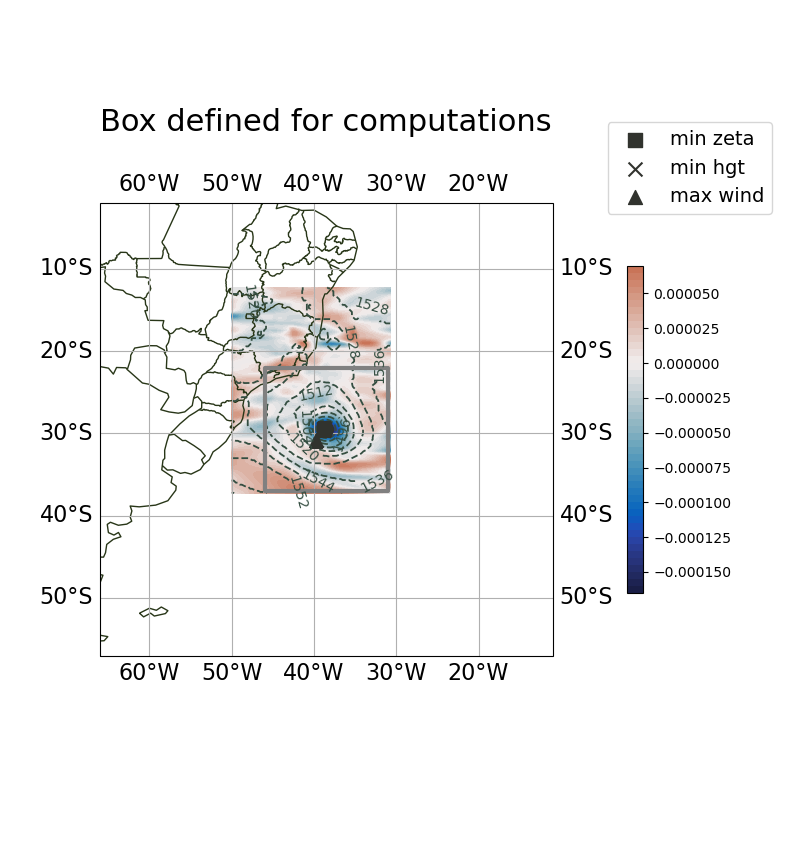 Box defined for computations
min zeta
min hgt
max wind
60°W 50°W 40°W 30°W 20°W
10°S 10°S
20°S 20°S
30°S 30°S
40°S 40°S
50°S 50°S
60°W 50°W 40°W 30°W 20°W
1528
1528
1536
1512
1544
1536
1552
0.000050
0.000025
0.000000
−0.000025
−0.000050
−0.000075
−0.000100
−0.000125
−0.000150